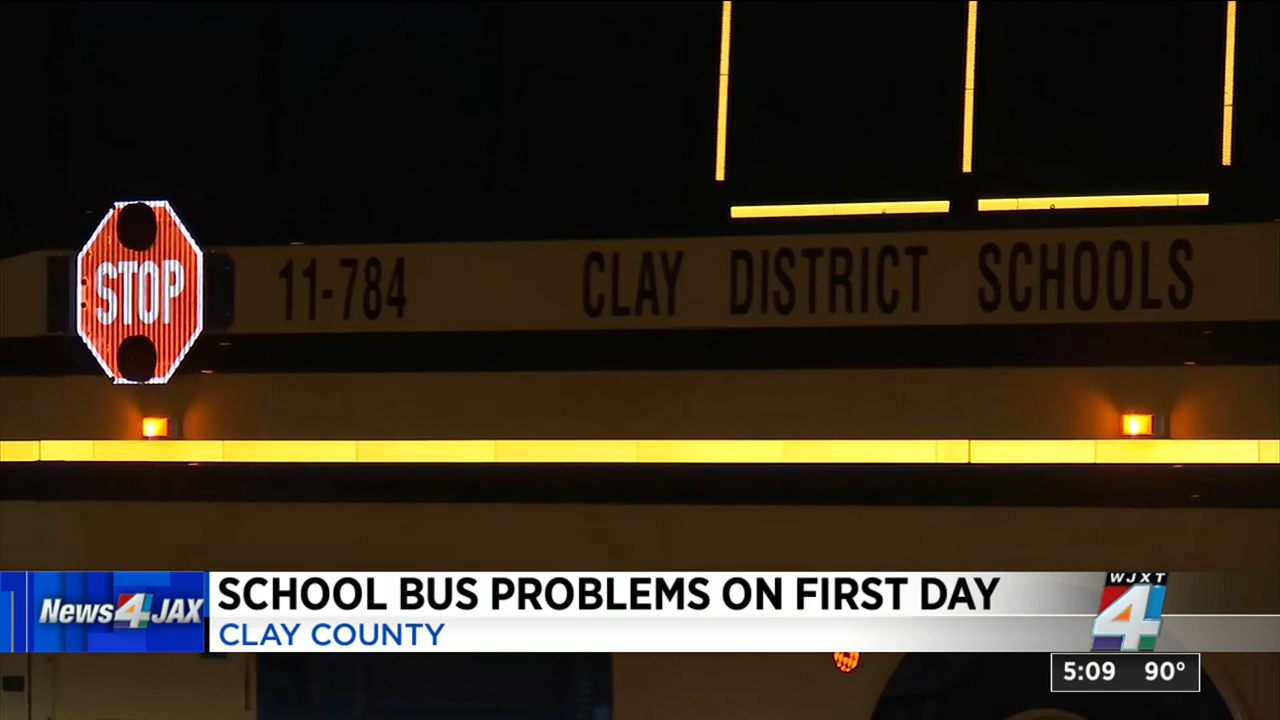 STOP
11-784
CLAY DISTRICT SCHOOLS
News4JAX
SCHOOL BUS PROBLEMS ON FIRST DAY
CLAY COUNTY
WJXT
4
5:09 90°